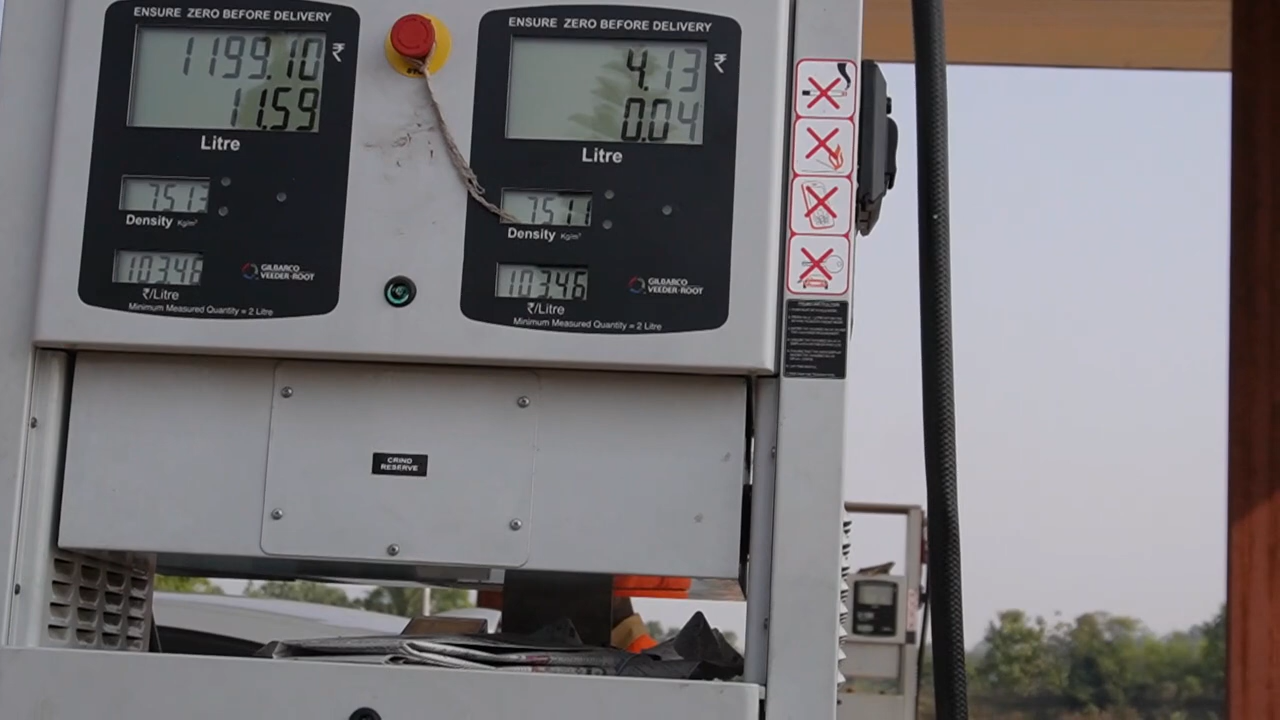 ENSURE ZERO BEFORE DELIVERY
1199.10 ₹
11.59
Litre
751.3
Density Kg/m³
103.46
₹/Litre
GILBARCO
VEEDER-ROOT
Minimum Measured Quantity = 2 Litre
ENSURE ZERO BEFORE DELIVERY
4.13 ₹
0.04
Litre
751.1
Density Kg/m³
103.46
₹/Litre
GILBARCO
VEEDER-ROOT
Minimum Measured Quantity = 2 Litre
CRIND
RESERVE